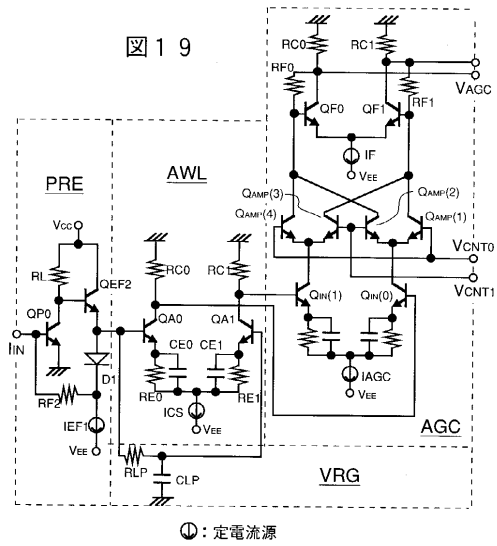 図19
RC0
RC1
RF0
RF1
VAGC
QF0
QF1
IF
VEE
PRE
AWL
QAMP(3)
QAMP(2)
QAMP(4)
QAMP(1)
VCC
RL
QEF2
RC0
RC1
VCNT0
VCNT1
QIN(1)
QIN(0)
QP0
QA0
QA1
IIN
CE0
CE1
D1
RF2
RE0
RE1
IAGC
VEE
IEF1
ICS
VEE
VEE
AGC
RLP
CLP
VRG
:定電流源